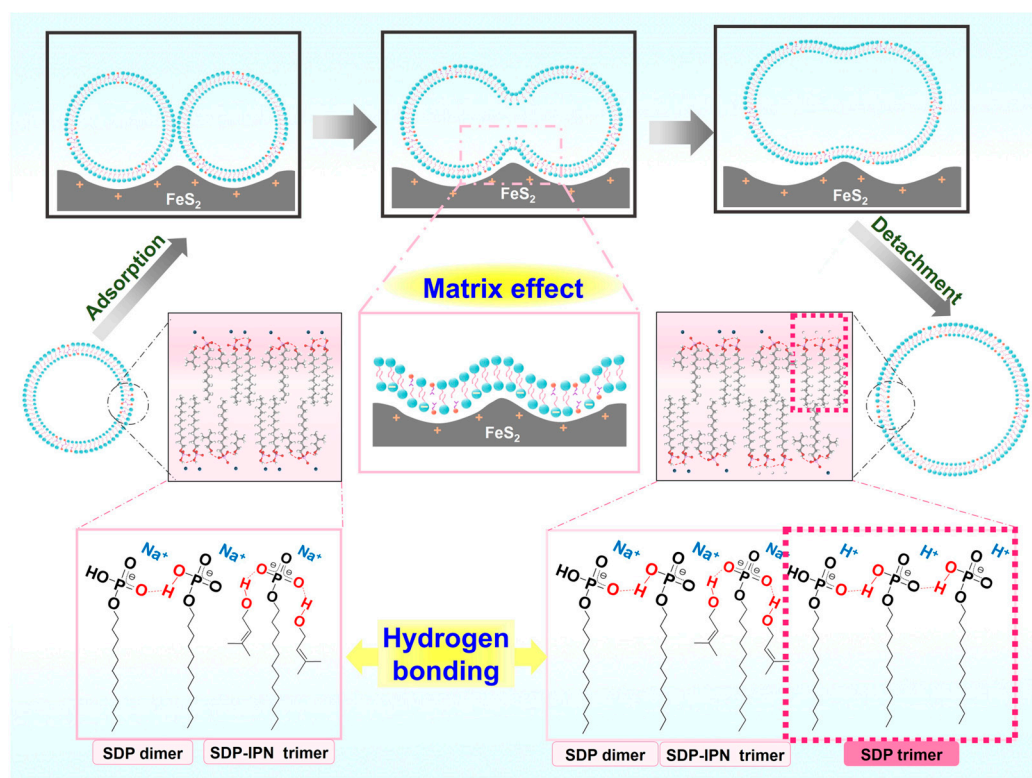 FeS2
FeS2
FeS2
Adsorption
Detachment
Matrix effect
FeS2
Na+
Na+
Na+
HO
O
P
O
O
H
O
O
P
O
O
H
O
O
P
O
O
H
O
Na+
Na+
Na
HO
O
P
O
O
H
O
O
P
O
O
H
O
O
P
O
O
H
O
H+
H+
H+
HO
O
P
O
O
H
O
O
P
O
O
H
O
O
P
O
O
Hydrogen
bonding
SDP dimer
SDP-IPN trimer
SDP dimer
SDP-IPN trimer
SDP trimer